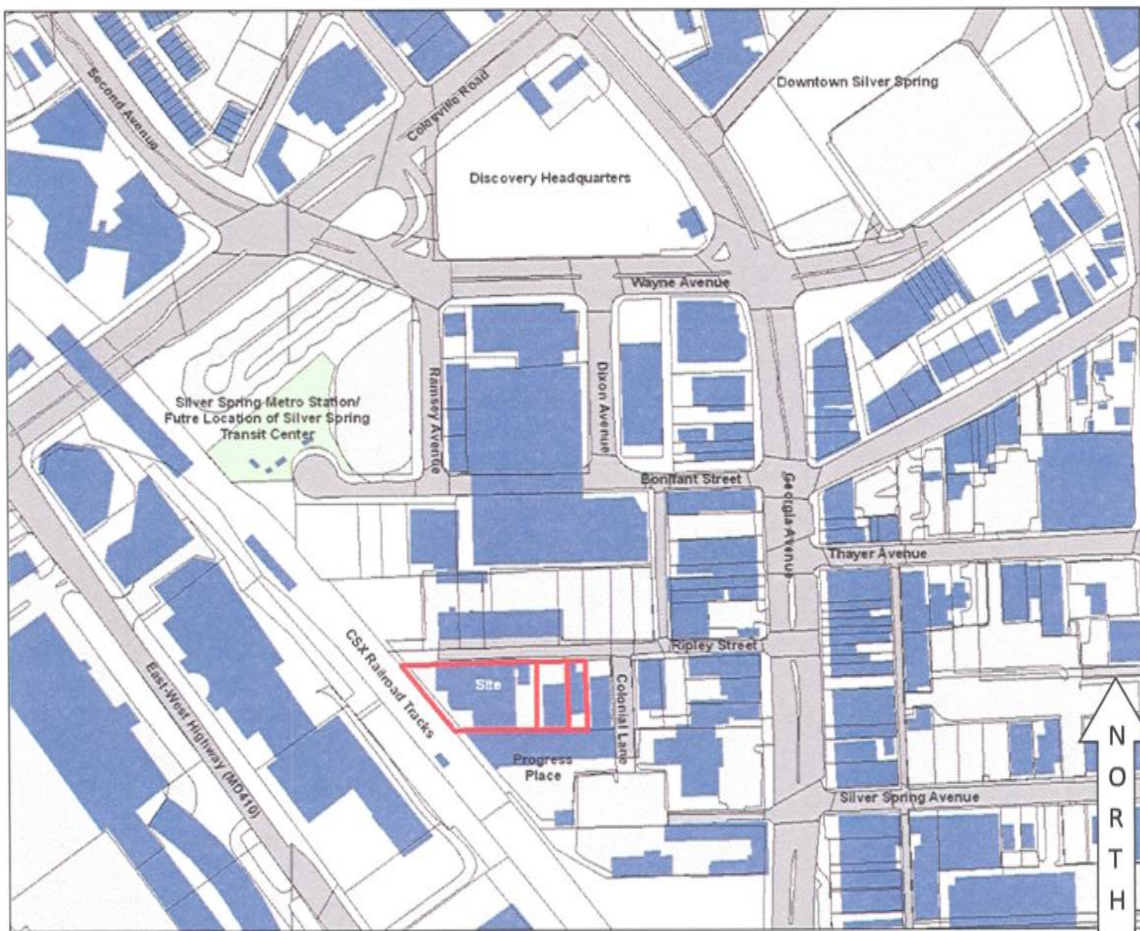 Second Avenue
Colesville Road
Downtown Silver Spring
Discovery Headquarters
Wayne Avenue
Silver Spring Metro Station/
Futre Location of Silver Spring
Transit Center
Ramsey Avenue
Dixon Avenue
Bonifant Street
Georgia Avenue
Thayer Avenue
CSX Railroad Tracks
Ripley Street
Site
Colonial Lane
East-West Highway (MD410)
Progress
Place
Silver Spring Avenue
N
O
R
T
H